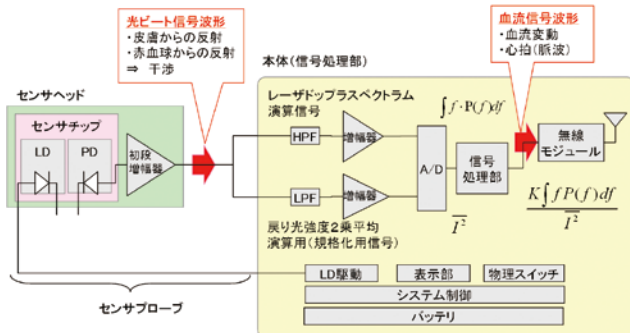 光ビート信号波形
・皮膚からの反射
・赤血球からの反射
⇒ 干渉
血流信号波形
・血流変動
・心拍(脈波)
本体(信号処理部)
センサヘッド
センサチップ
LD
PD
初段
増幅器
レーザドップラスペクトラム
演算信号
∫f・P(f)df
HPF
増幅器
A/D
信号
処理部
無線
モジュール
LPF
増幅器
戻り光強度2乗平均
演算用(規格化用信号)
I²
K∫fP(f)df
I²
LD駆動
表示部
物理スイッチ
システム制御
バッテリ
センサプローブ